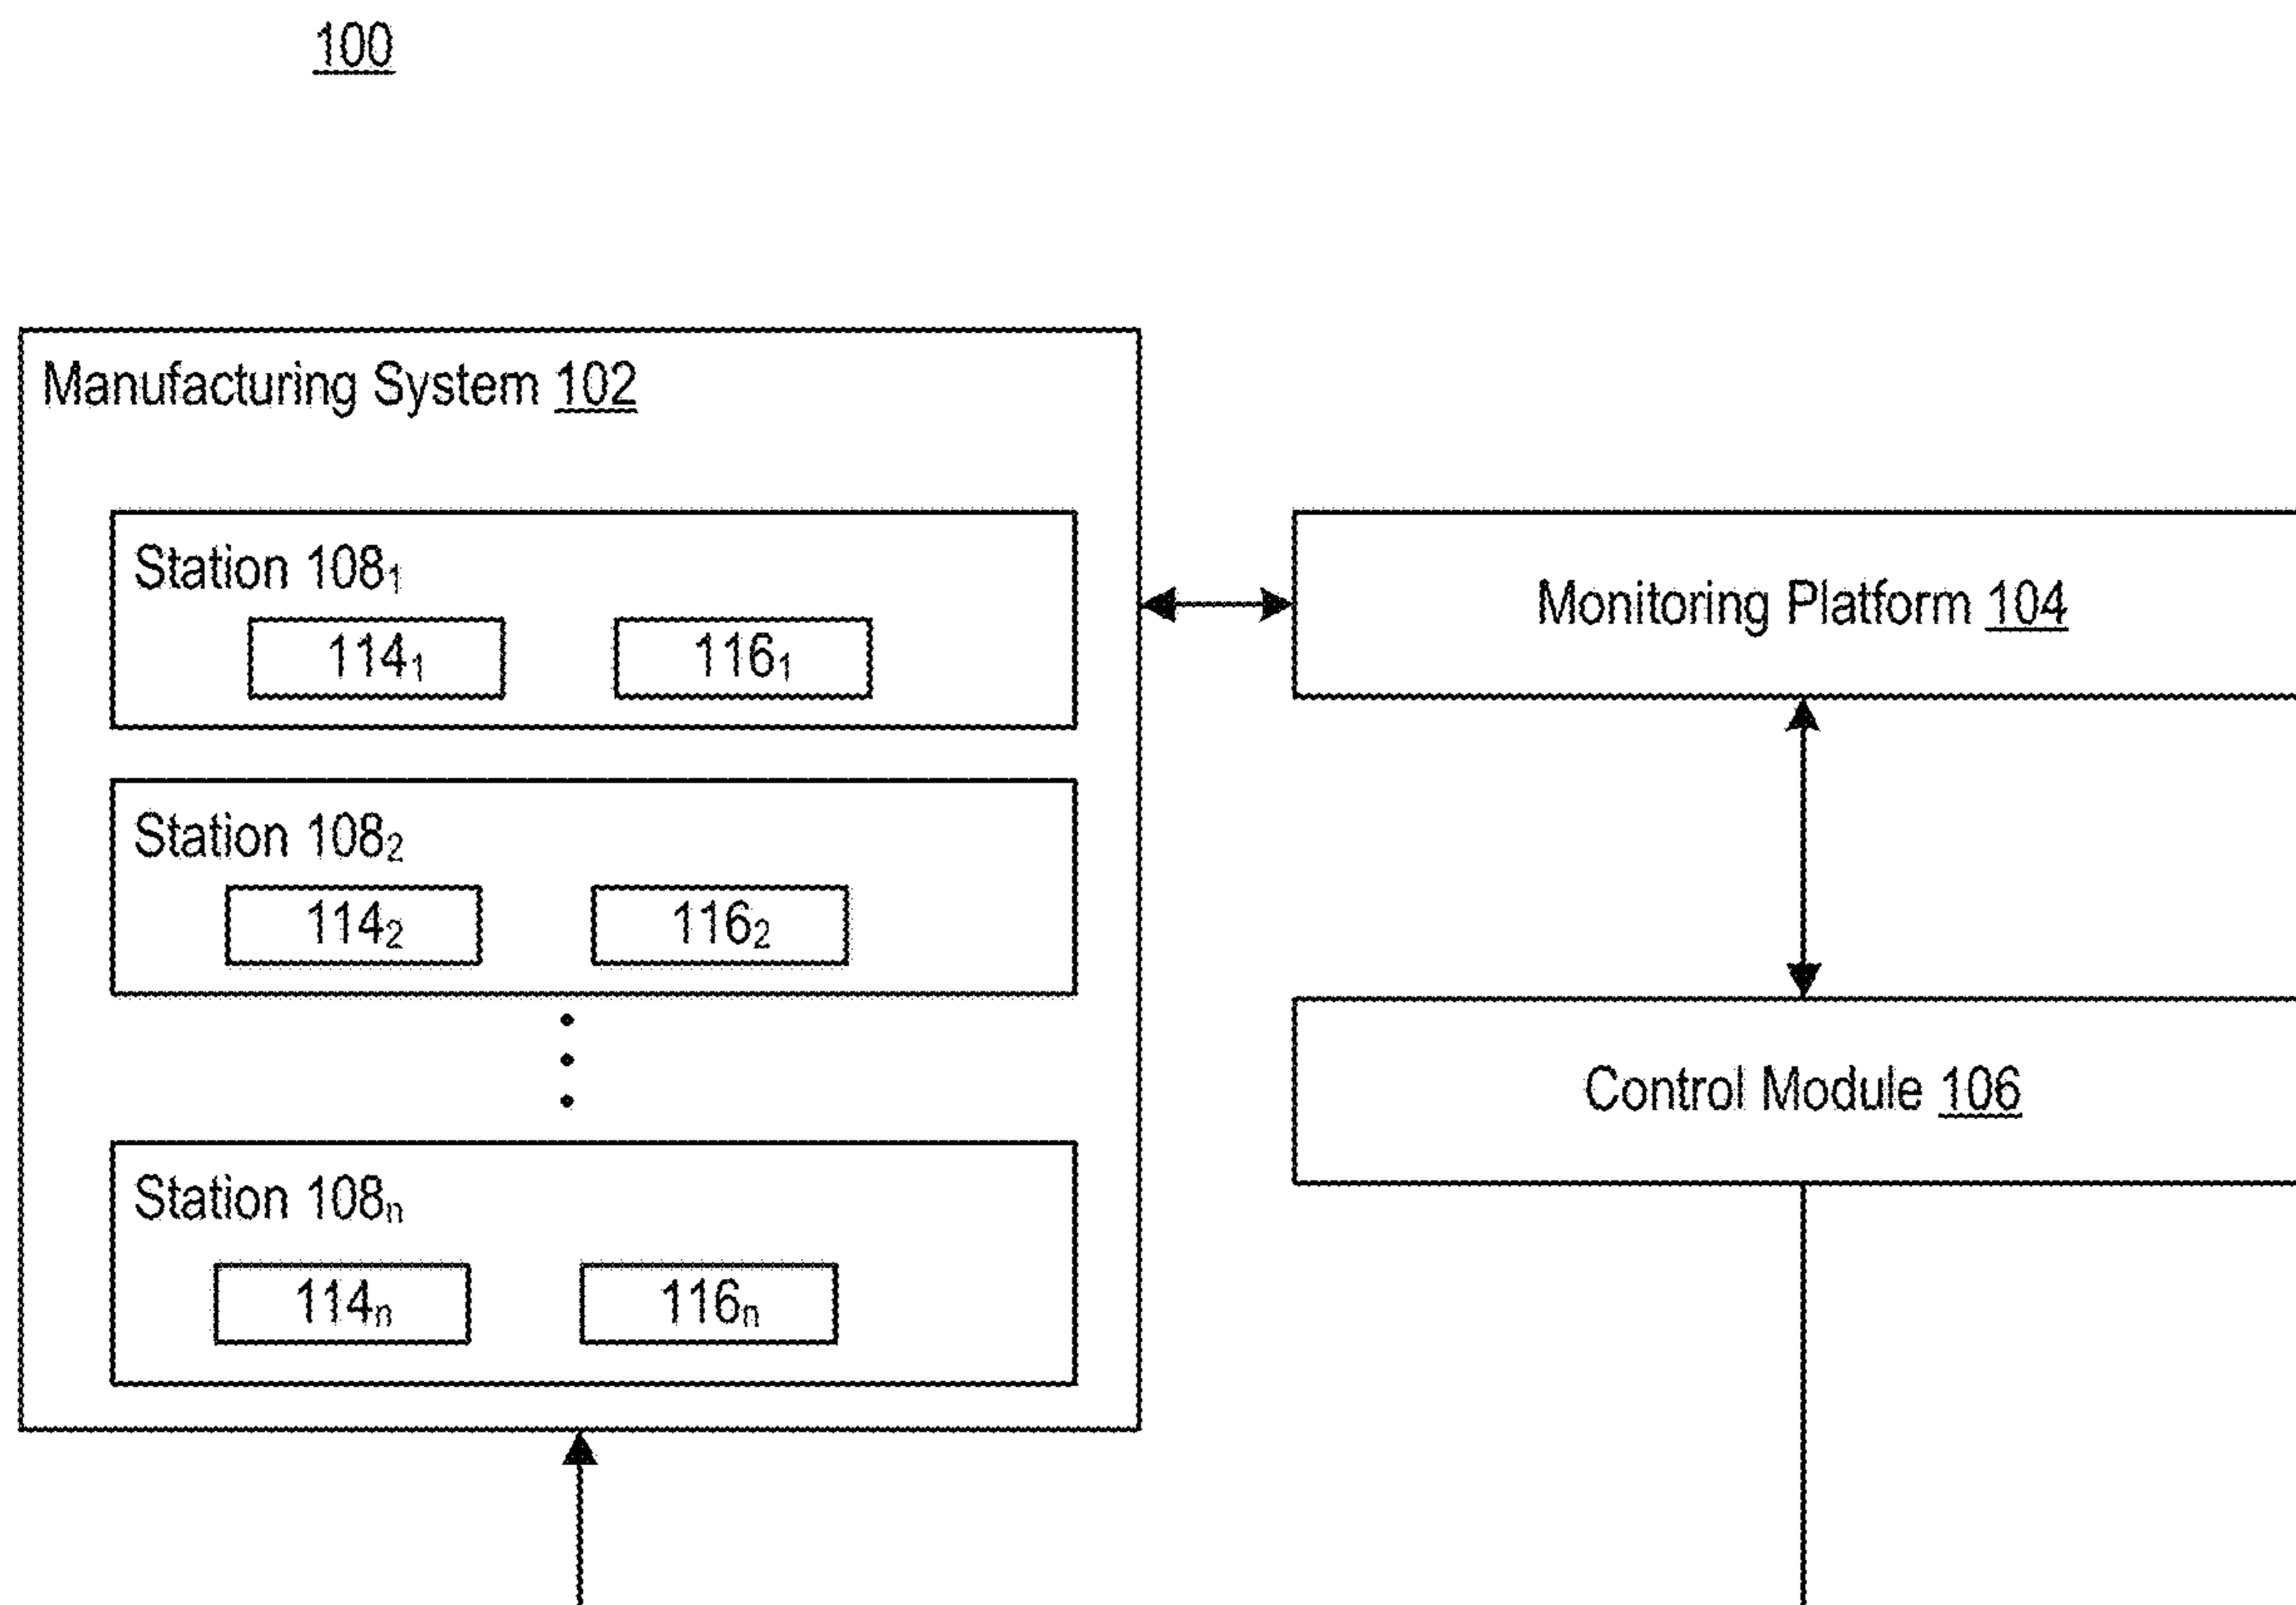 100
Manufacturing System 102
Station 108₁
114₁ 116₁
Monitoring Platform 104
Station 108₂
114₂ 116₂
Control Module 106
Station 108ₙ
114ₙ 116ₙ